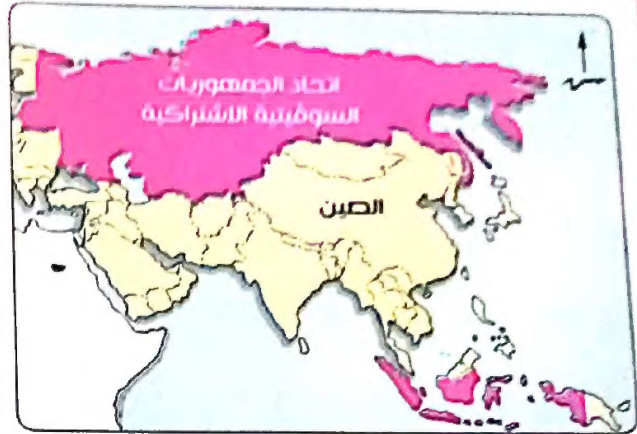 اتحاد الجمهوريات
السوفيتية الاشتراكية
الصين